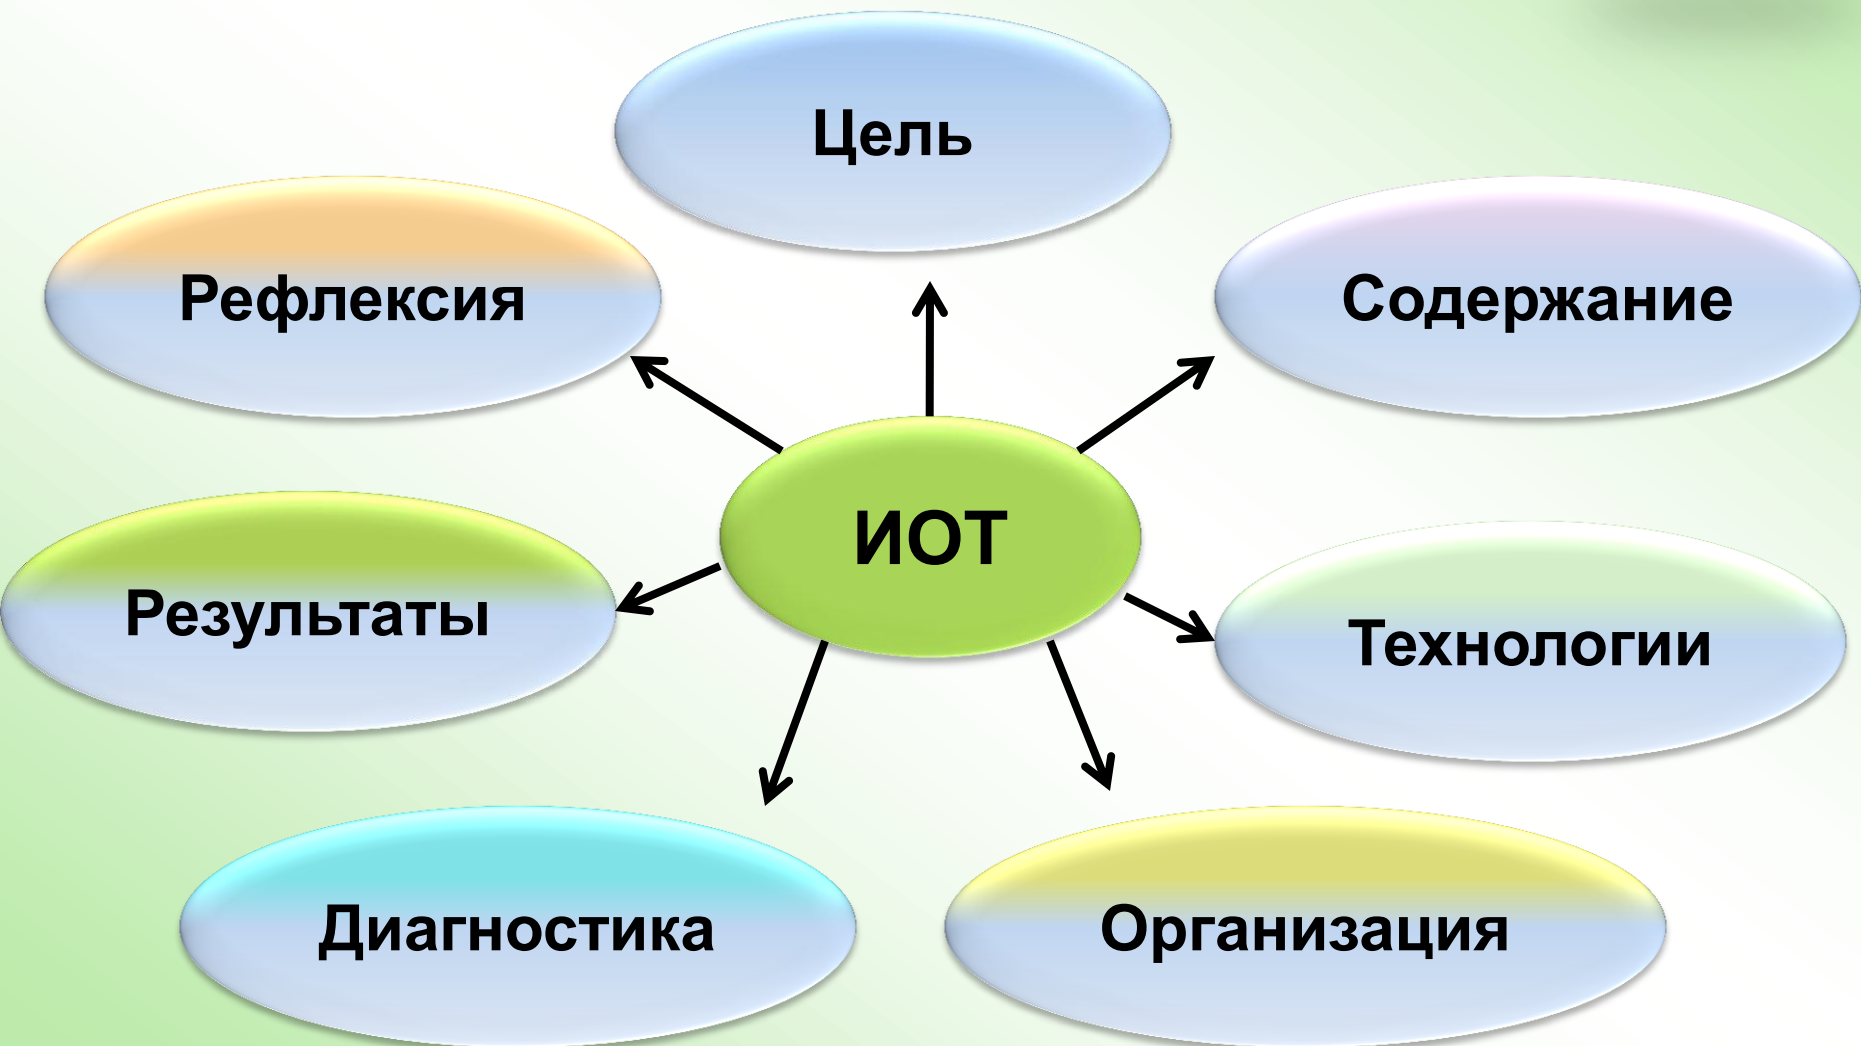 Цель
Рефлексия
Содержание
ИОТ
Результаты
Технологии
Диагностика
Организация